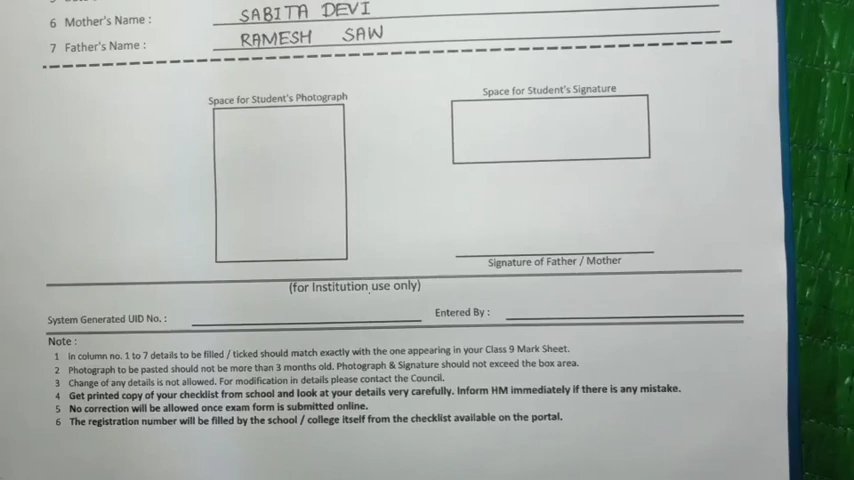 6 Mother's Name : SABITA DEVI
7 Father's Name : RAMESH SAW
Space for Student's Photograph
Space for Student's Signature
Signature of Father / Mother
(for Institution use only)
System Generated UID No. :
Entered By :
Note :
1 In column no. 1 to 7 details to be filled / ticked should match exactly with the one appearing in your Class 9 Mark Sheet.
2 Photograph to be pasted should not be more than 3 months old. Photograph & Signature should not exceed the box area.
3 Change of any details is not allowed. For modification in details please contact the Council.
4 Get printed copy of your checklist from school and look at your details very carefully. Inform HM immediately if there is any mistake.
5 No correction will be allowed once exam form is submitted online.
6 The registration number will be filled by the school / college itself from the checklist available on the portal.